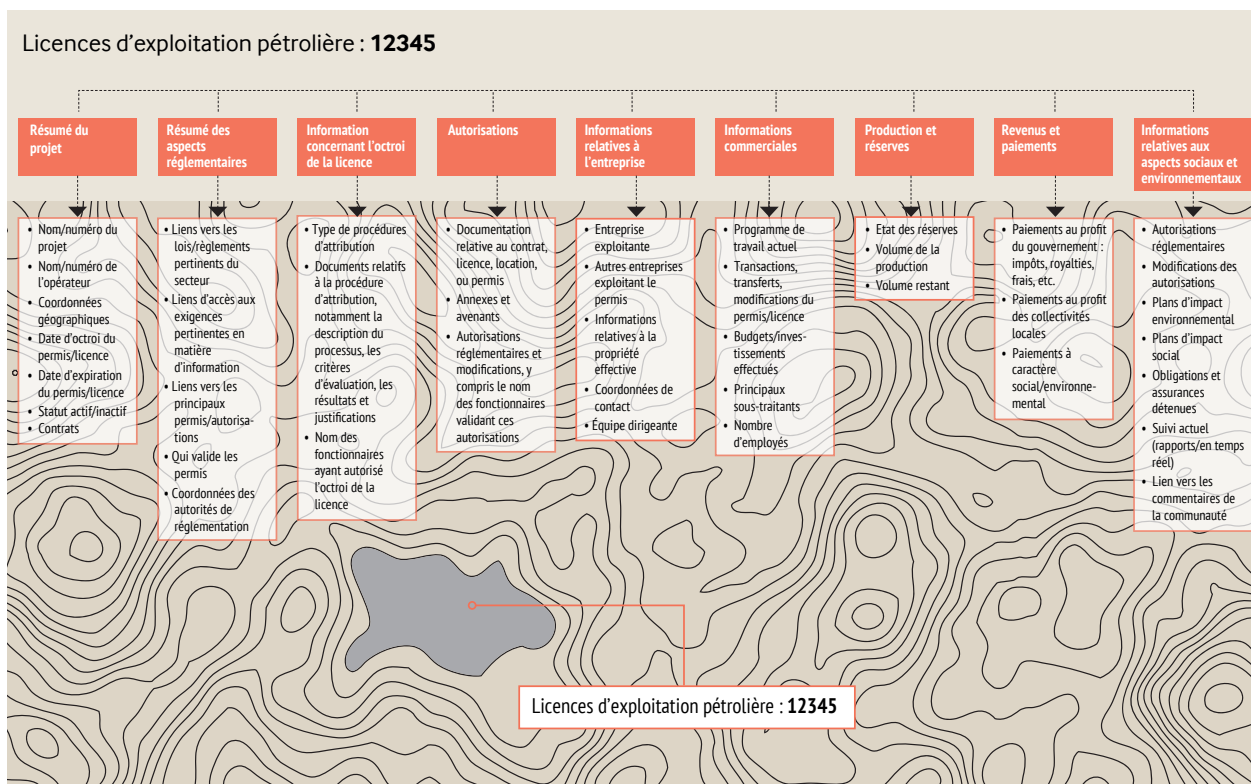 Licences d'exploitation pétrolière : 12345
Résumé du
projet
Résumé des
aspects
réglementaires
Information
concernant l'octroi
de la licence
Autorisations
Informations
relatives à
l'entreprise
Informations
commerciales
Production et
réserves
Revenus et
paiements
Informations
relatives aux
aspects sociaux et
environnementaux
• Nom/numéro du
projet
• Nom/numéro de
l'opérateur
• Coordonnées
géographiques
• Date d'octroi du
permis/licence
• Date d'expiration
du permis/licence
• Statut actif/inactif
• Contrats
• Liens vers les
lois/règlements
pertinents du
secteur
• Liens d'accès aux
exigences
pertinentes en
matière
d'information
• Liens vers les
principaux
permis/autorisa-
tions
• Qui valide les
permis
• Coordonnées des
autorités de
réglementation
• Type de procédures
d'attribution
• Documents relatifs
à la procédure
d'attribution,
notamment la
description du
processus, les
critères
d'évaluation, les
résultats et
justifications
• Nom des
fonctionnaires
ayant autorisé
l'octroi de la
licence
• Documentation
relative au contrat,
licence, location,
ou permis
• Annexes et
avenants
• Autorisations
réglementaires et
modifications, y
compris le nom
des fonctionnaires
validant ces
autorisations
• Entreprise
exploitante
• Autres entreprises
exploitant le
permis
• Informations
relatives à la
propriété
effective
• Coordonnées de
contact
• Équipe dirigeante
• Programme de
travail actuel
• Transactions,
transferts,
modifications du
permis/licence
• Budgets/inves-
tissements
effectués
• Principaux
sous-traitants
• Nombre
d'employés
• Etat des réserves
• Volume de la
production
• Volume restant
• Paiements au profit
du gouvernement :
impôts, royalties,
frais, etc.
• Paiements au profit
des collectivités
locales
• Paiements à
caractère
social/environne-
mental
• Autorisations
réglementaires
• Modifications des
autorisations
• Plans d'impact
environnemental
• Plans d'impact
social
• Obligations et
assurances
détenues
• Suivi actuel
(rapports/en temps
réel)
• Lien vers les
commentaires de
la communauté
Licences d'exploitation pétrolière : 12345